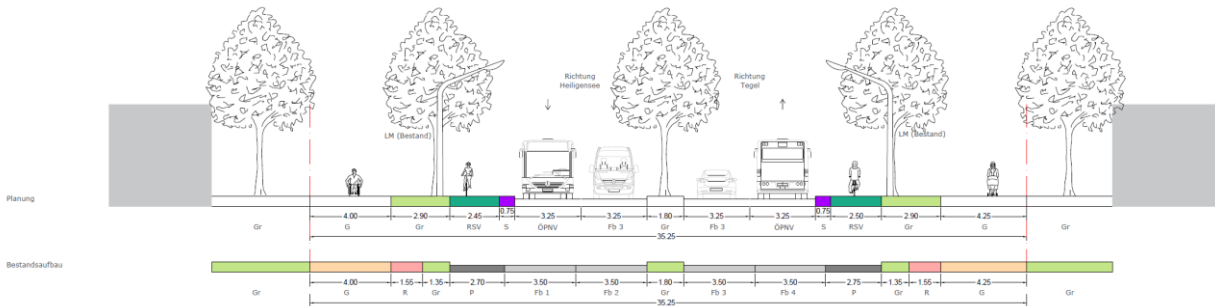 Richtung
Heiligensee
Richtung
Tegel
LM (Bestand)
LM (Bestand)
Planung
4.00 2.90 2.45 0.75 3.25 3.25 1.80 3.25 3.25 0.75 2.50 2.90 4.25
Gr G Gr RSV S ÖPNV Fb 3 Gr Fb 3 ÖPNV S RSV Gr G Gr
35.25
Bestandsaufbau
4.00 1.55 1.35 2.70 3.50 3.50 1.80 3.50 3.50 2.75 1.35 1.55 4.25
Gr G R Gr P Fb 1 Fb 2 Gr Fb 3 Fb 4 P Gr R G Gr
35.25